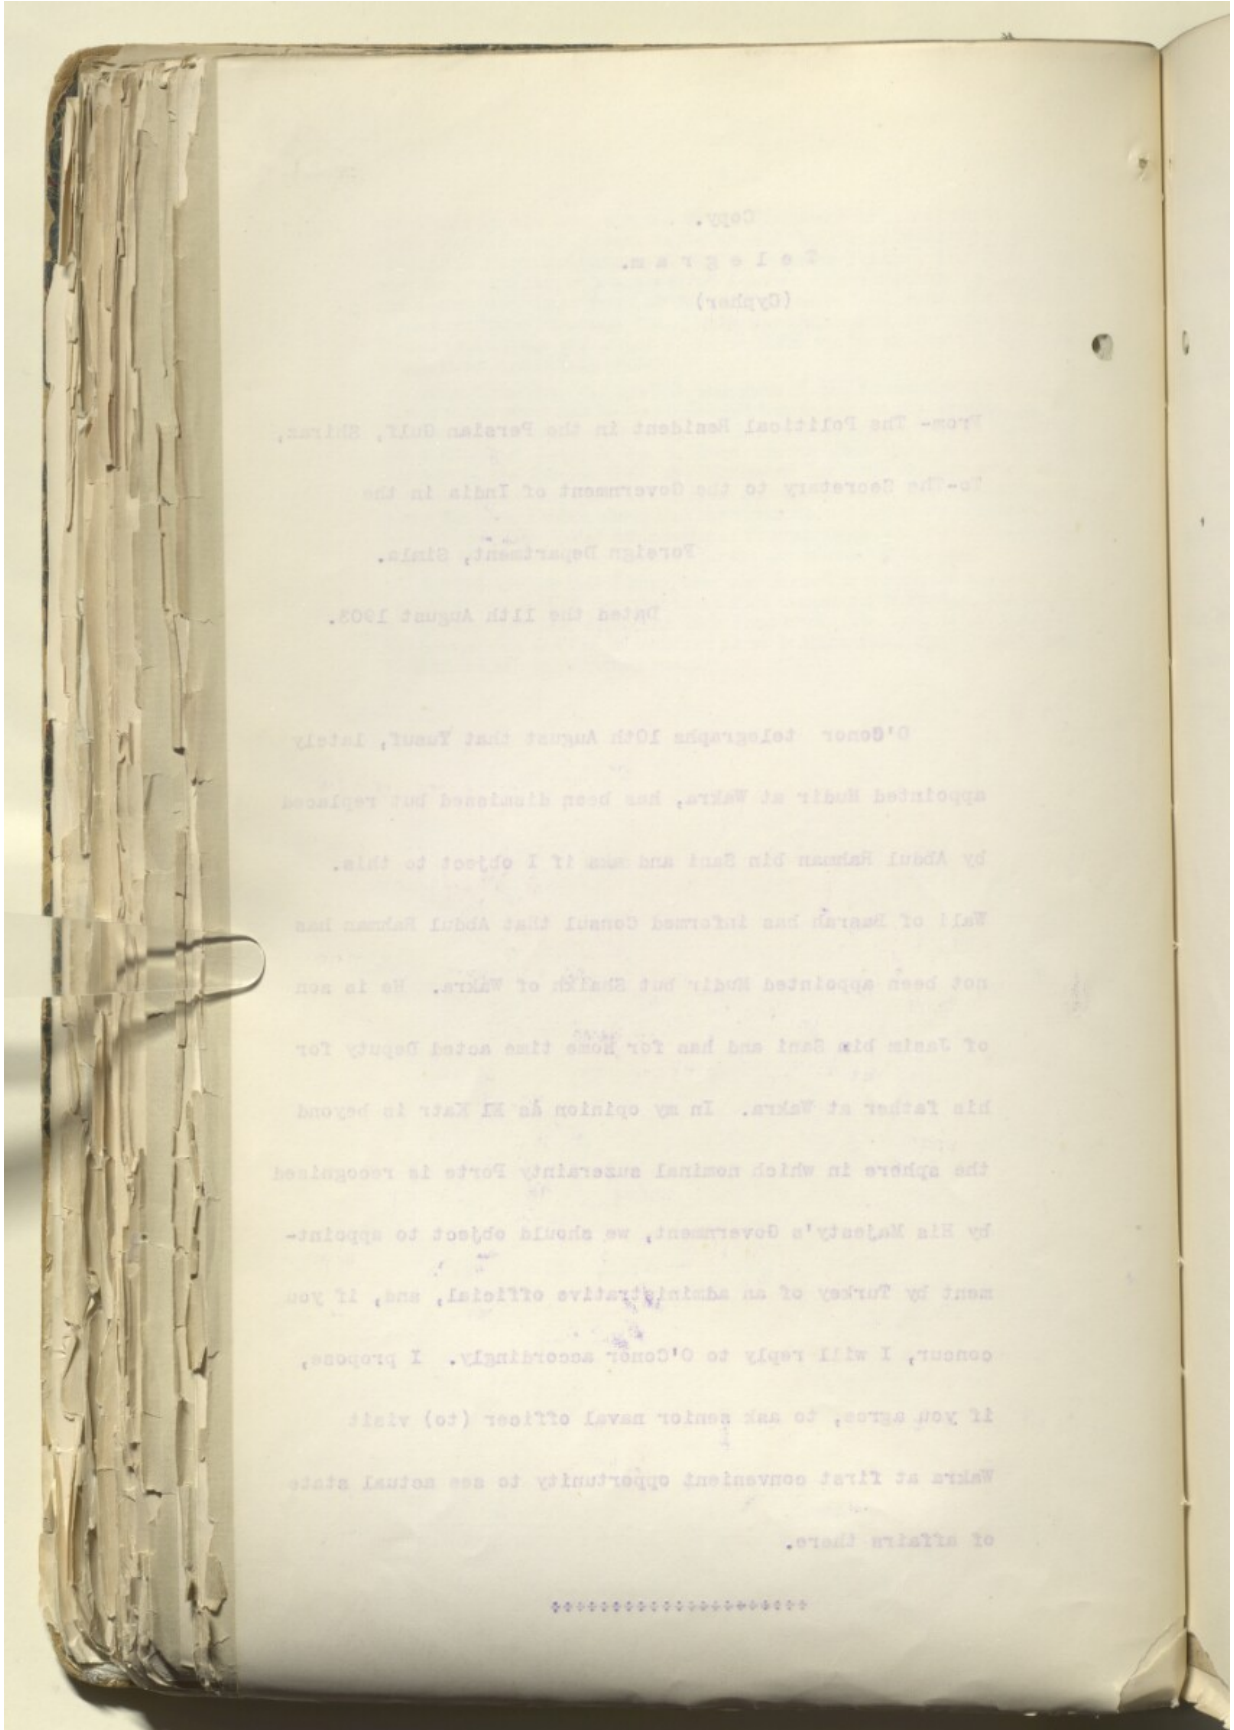 Copy.
Telegram.
(Cypher)
From- The Political Resident in the Persian Gulf, Shiraz,
To-The Secretary to the Government of India in the
Foreign Department, Simla.
Dated the 11th August 1903.
O'Conor telegraphs 10th August that Yusuf, lately
appointed Mudir at Wakra, has been dismissed but replaced
by Abdul Rahman bin Sani and aks if I object to this.
Wali of Basrah has informed Consul that Abdul Rahman has
not been appointed Mudir but Shaikh of Wakra. He is son
of Jasim bin Sani and has for some time acted Deputy for
his father at Wakra. In my opinion as El Katr is beyond
the sphere in which nominal suzerainty Porte is recognised
by His Majesty's Government, we should object to appoint-
ment by Turkey of an administrative official, and, if you
concur, I will reply to O'Conor accordingly. I propose,
if you agree, to ask senior naval officer (to) visit
Wakra at first convenient opportunity to see actual state
of affairs there.